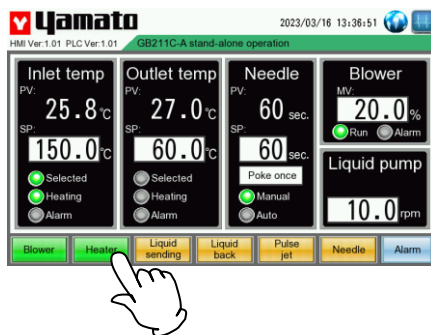 Yamato
2023/03/16 13:36:51
HMI Ver:1.01 PLC Ver:1.01
GB211C-A stand-alone operation
Inlet temp
PV:
25.8℃
SP:
150.0℃
Selected
Heating
Alarm
Outlet temp
PV:
27.0℃
SP:
60.0℃
Selected
Heating
Alarm
Needle
PV:
60 sec.
SP:
60 sec.
Poke once
Manual
Auto
Blower
MV:
20.0%
Run Alarm
Liquid pump
10.0 rpm
Blower
Heater
Liquid
sending
Liquid
back
Pulse
jet
Needle
Alarm